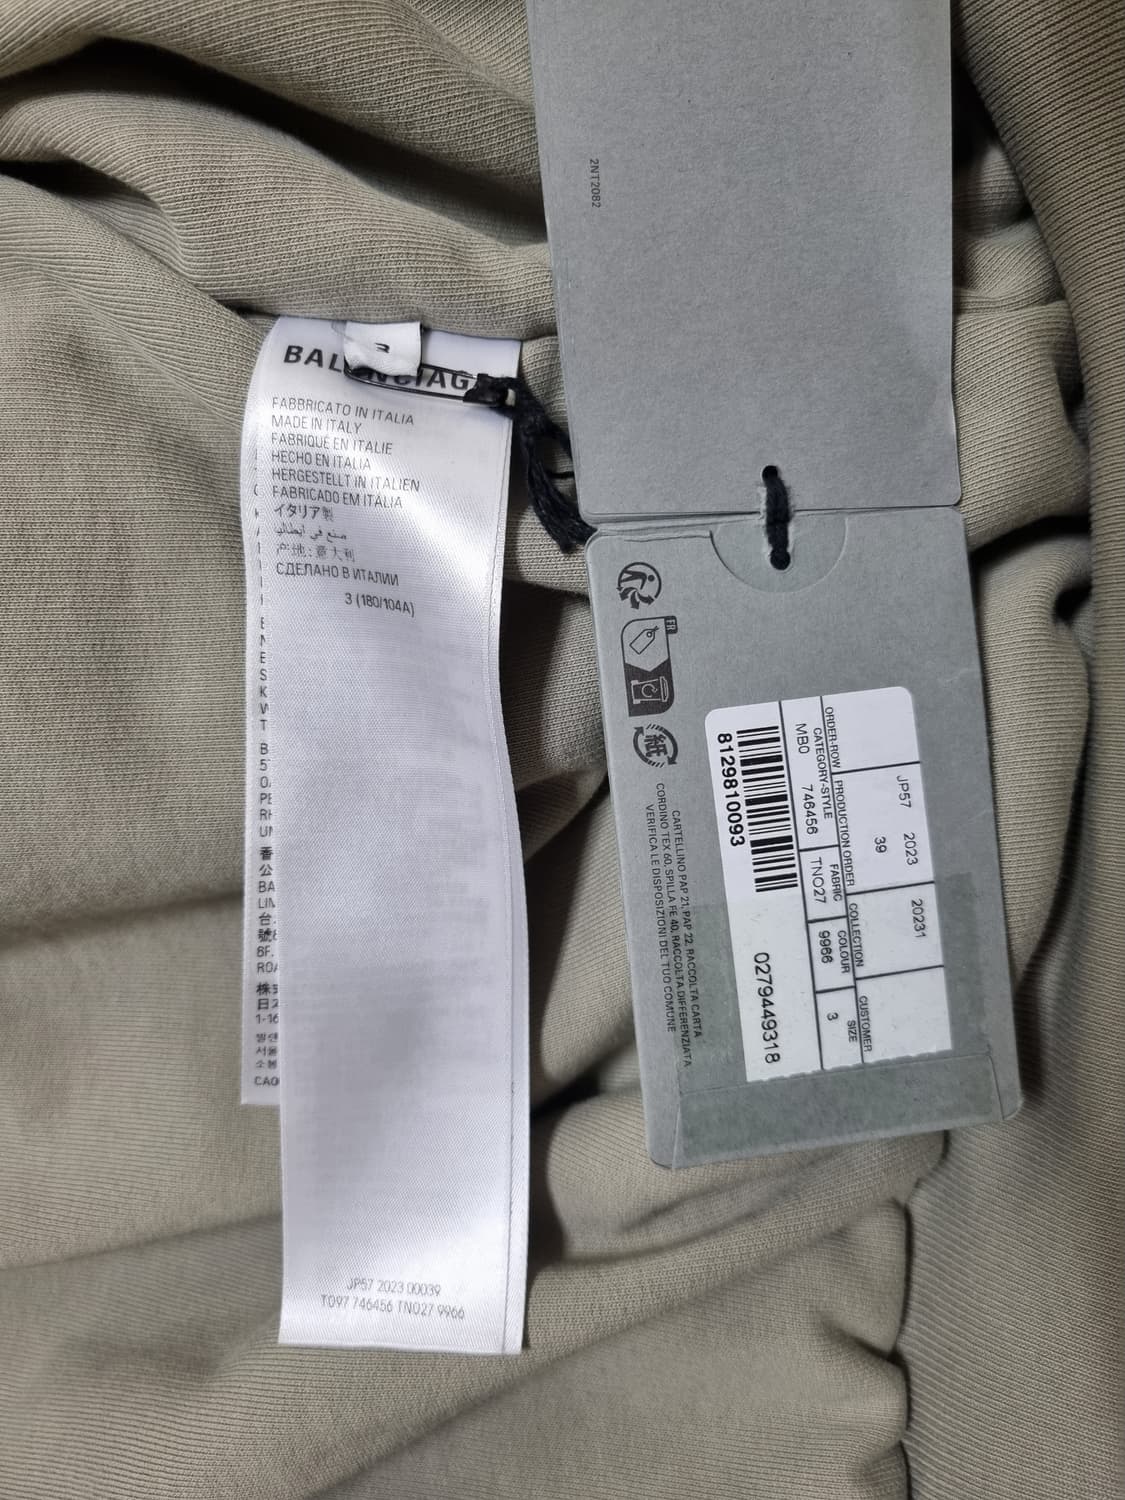 2NT2082
3
BALENCIAGA
FABBRICATO IN ITALIA
MADE IN ITALY
FABRIQUÉ EN ITALIE
HECHO EN ITALIA
HERGESTELLT IN ITALIEN
FABRICADO EM ITÁLIA
イタリア製
صنع في إيطاليا
产地:意大利
СДЕЛАНО В ИТАЛИИ
3 (180/104A)
JP57 2023 00039
T097 746456 TNO27 9966
FR
紙
CARTELLINO PAP 21, PAP 22, RACCOLTA CARTA
CORDINO TEX 60, SPILLA FE 40, RACCOLTA DIFFERENZIATA
VERIFICA LE DISPOSIZIONI DEL TUO COMUNE
JP57 2023 20231
39
ORDER-ROW PRODUCTION ORDER COLLECTION CUSTOMER
CATEGORY-STYLE FABRIC COLOUR SIZE
MB0 746456 TNO27 9966 3
8129810093 0279449318